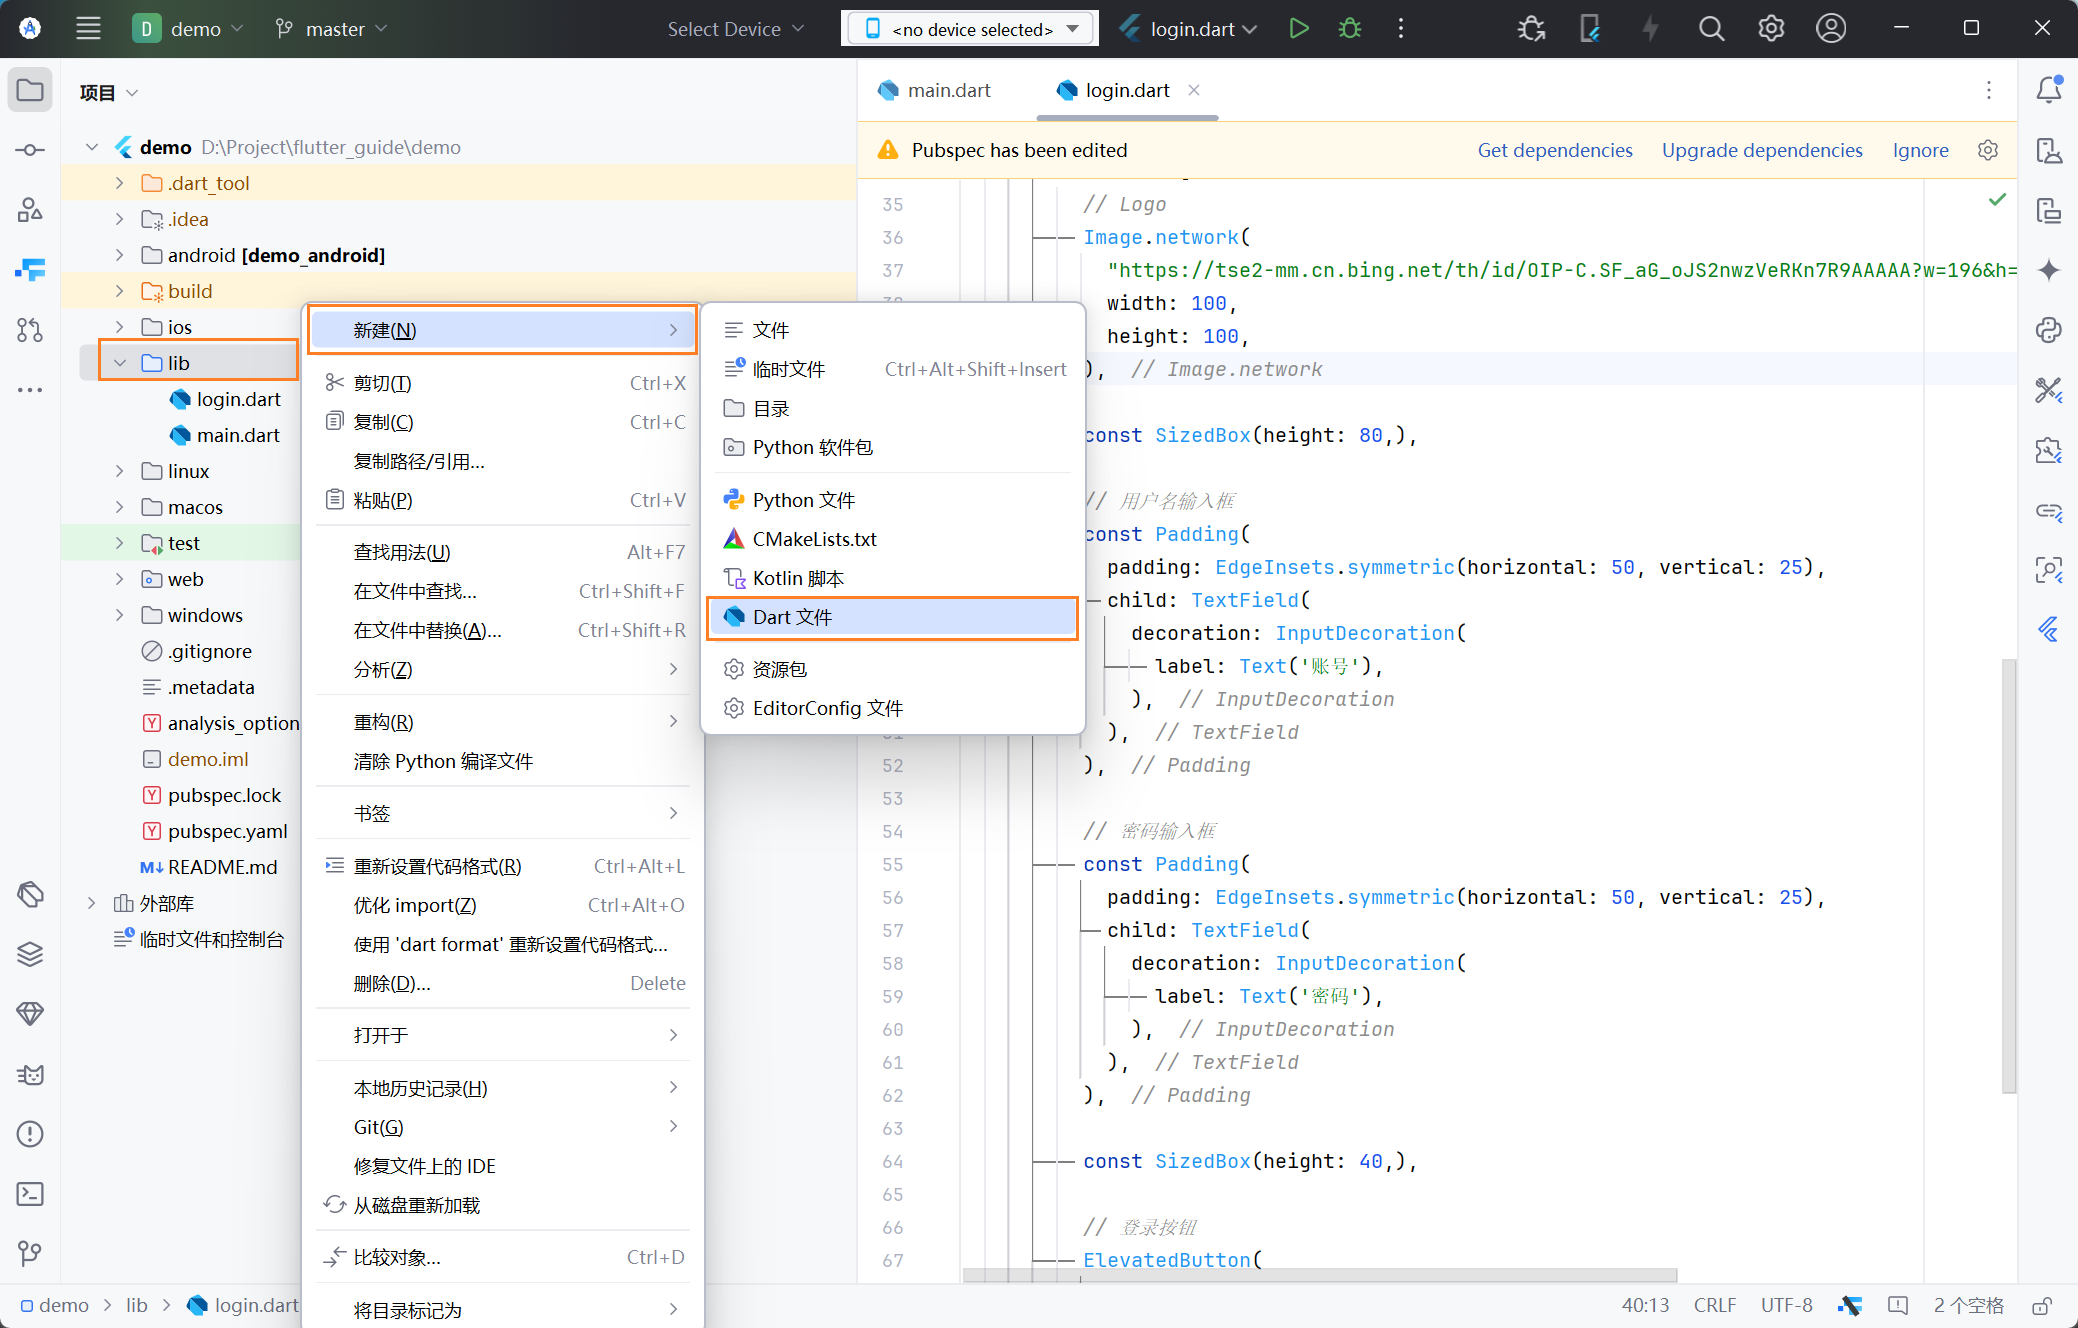 D demo master Select Device <no device selected> login.dart
项目
demo D:\Project\flutter_guide\demo
.dart_tool
.idea
android [demo_android]
build
ios
lib
login.dart
main.dart
linux
macos
test
web
windows
.gitignore
.metadata
analysis_option
demo.iml
pubspec.lock
pubspec.yaml
M↓ README.md
外部库
临时文件和控制台
新建(N)
剪切(T) Ctrl+X
复制(C) Ctrl+C
复制路径/引用...
粘贴(P) Ctrl+V
查找用法(U) Alt+F7
在文件中查找... Ctrl+Shift+F
在文件中替换(A)... Ctrl+Shift+R
分析(Z)
重构(R)
清除 Python 编译文件
书签
重新设置代码格式(R) Ctrl+Alt+L
优化 import(Z) Ctrl+Alt+O
使用 'dart format' 重新设置代码格式...
删除(D)... Delete
打开于
本地历史记录(H)
Git(G)
修复文件上的 IDE
从磁盘重新加载
比较对象... Ctrl+D
将目录标记为
文件
临时文件 Ctrl+Alt+Shift+Insert
目录
Python 软件包
Python 文件
CMakeLists.txt
Kotlin 脚本
Dart 文件
资源包
EditorConfig 文件
main.dart login.dart
Pubspec has been edited Get dependencies Upgrade dependencies Ignore
35 // Logo
36 Image.network(
37 "https://tse2-mm.cn.bing.net/th/id/OIP-C.SF_aG_oJS2nwzVeRKn7R9AAAAA?w=196&h=
width: 100,
height: 100,
), // Image.network
const SizedBox(height: 80,),
// 用户名输入框
const Padding(
padding: EdgeInsets.symmetric(horizontal: 50, vertical: 25),
child: TextField(
decoration: InputDecoration(
label: Text('账号'),
), // InputDecoration
), // TextField
52 ), // Padding
53
54 // 密码输入框
55 const Padding(
56 padding: EdgeInsets.symmetric(horizontal: 50, vertical: 25),
57 child: TextField(
58 decoration: InputDecoration(
59 label: Text('密码'),
60 ), // InputDecoration
61 ), // TextField
62 ), // Padding
63
64 const SizedBox(height: 40,),
65
66 // 登录按钮
67 ElevatedButton(
demo > lib > login.dart 40:13 CRLF UTF-8 2 个空格